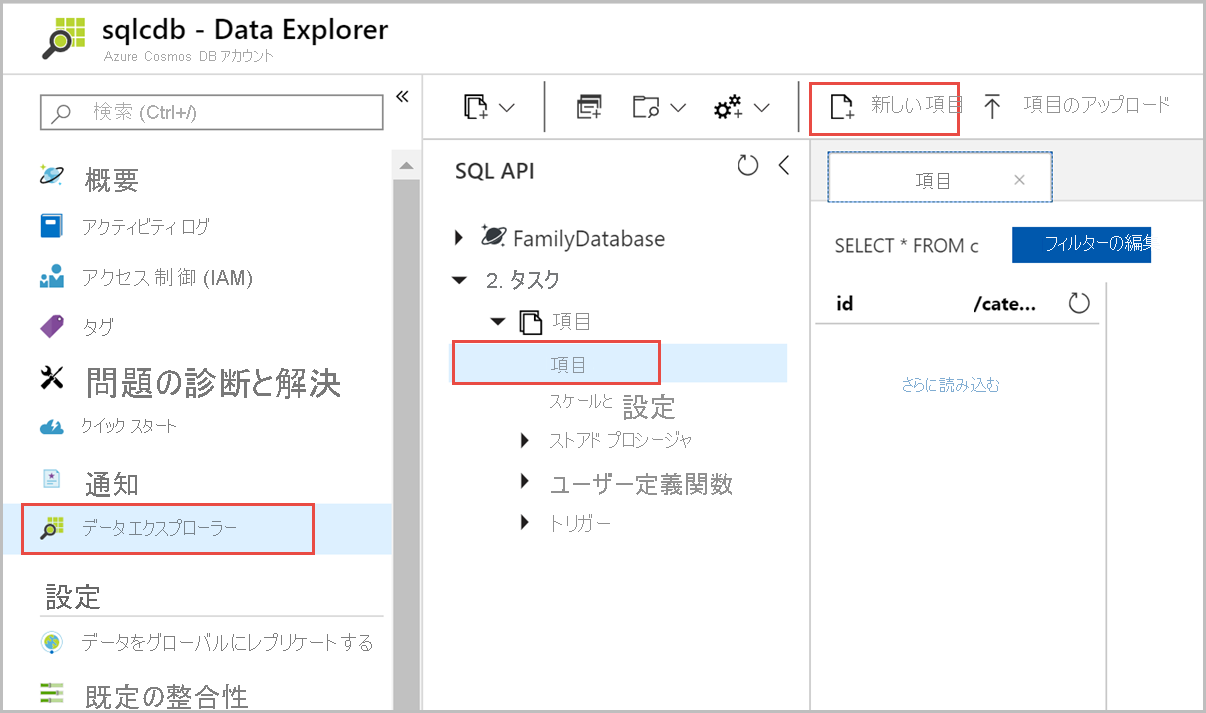 sqlcdb - Data Explorer
Azure Cosmos DB アカウント
検索 (Ctrl+/)
概要
アクティビティ ログ
アクセス制御 (IAM)
タグ
問題の診断と解決
クイック スタート
通知
データ エクスプローラー
設定
データをグローバルにレプリケートする
既定の整合性
新しい項目
項目のアップロード
SQL API
FamilyDatabase
2. タスク
項目
項目
スケールと 設定
ストアド プロシージャ
ユーザー定義関数
トリガー
項目
SELECT * FROM c
フィルターの編集
id /cate...
さらに読み込む